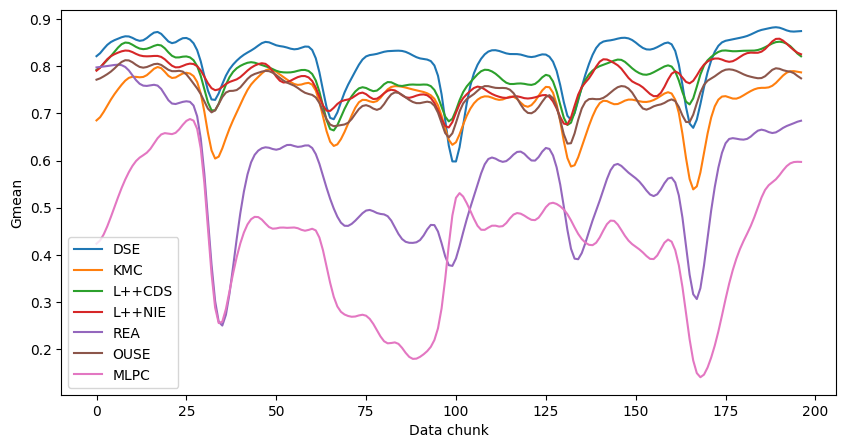 0.9
0.8
0.7
0.6
0.5
0.4
0.3
0.2
Gmean
DSE
KMC
L++CDS
L++NIE
REA
OUSE
MLPC
0 25 50 75 100 125 150 175 200
Data chunk